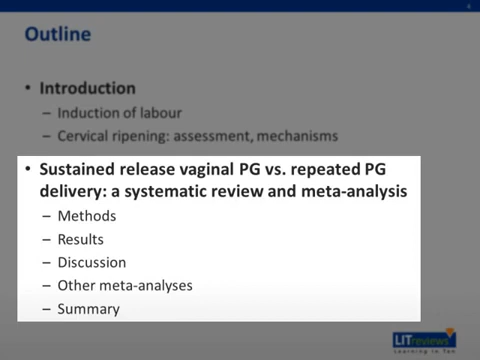 4
Outline
• Introduction
– Induction of labour
– Cervical ripening: assessment, mechanisms
• Sustained release vaginal PG vs. repeated PG
delivery: a systematic review and meta-analysis
– Methods
– Results
– Discussion
– Other meta-analyses
– Summary
LITreviews
Learning in Ten